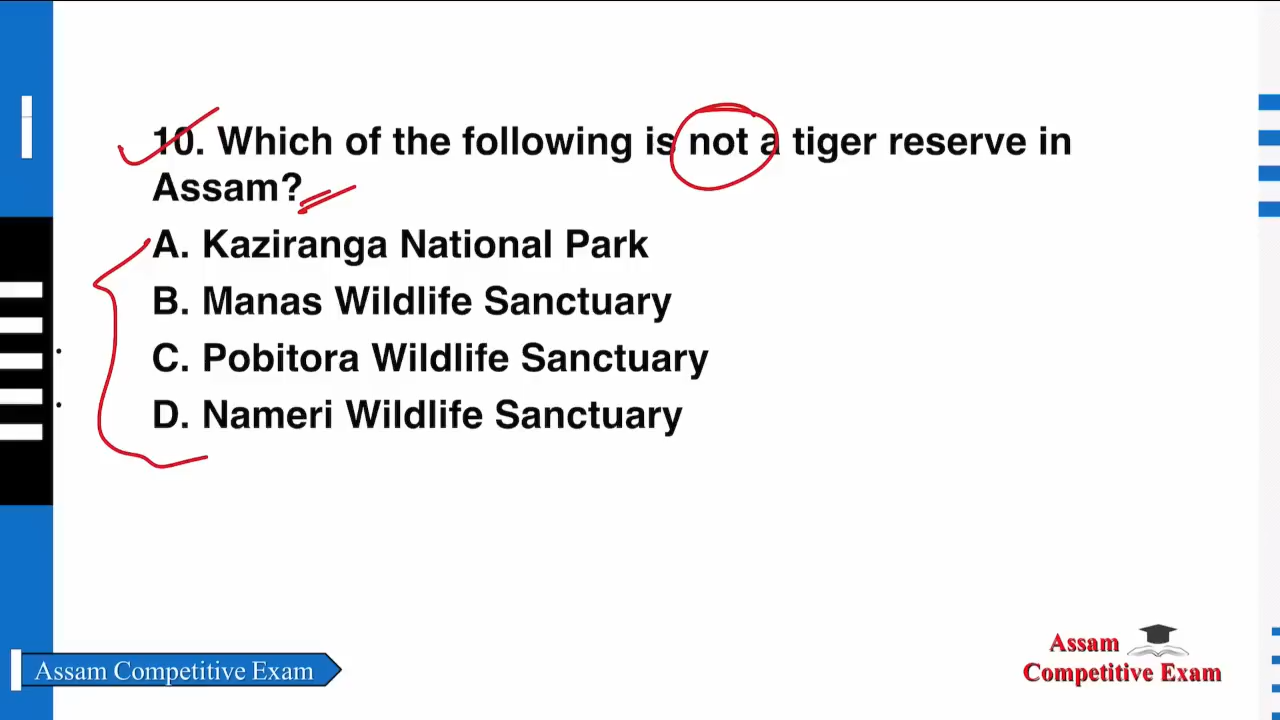 10. Which of the following is not a tiger reserve in
Assam?
A. Kaziranga National Park
B. Manas Wildlife Sanctuary
C. Pobitora Wildlife Sanctuary
D. Nameri Wildlife Sanctuary
Assam Competitive Exam
Assam
Competitive Exam